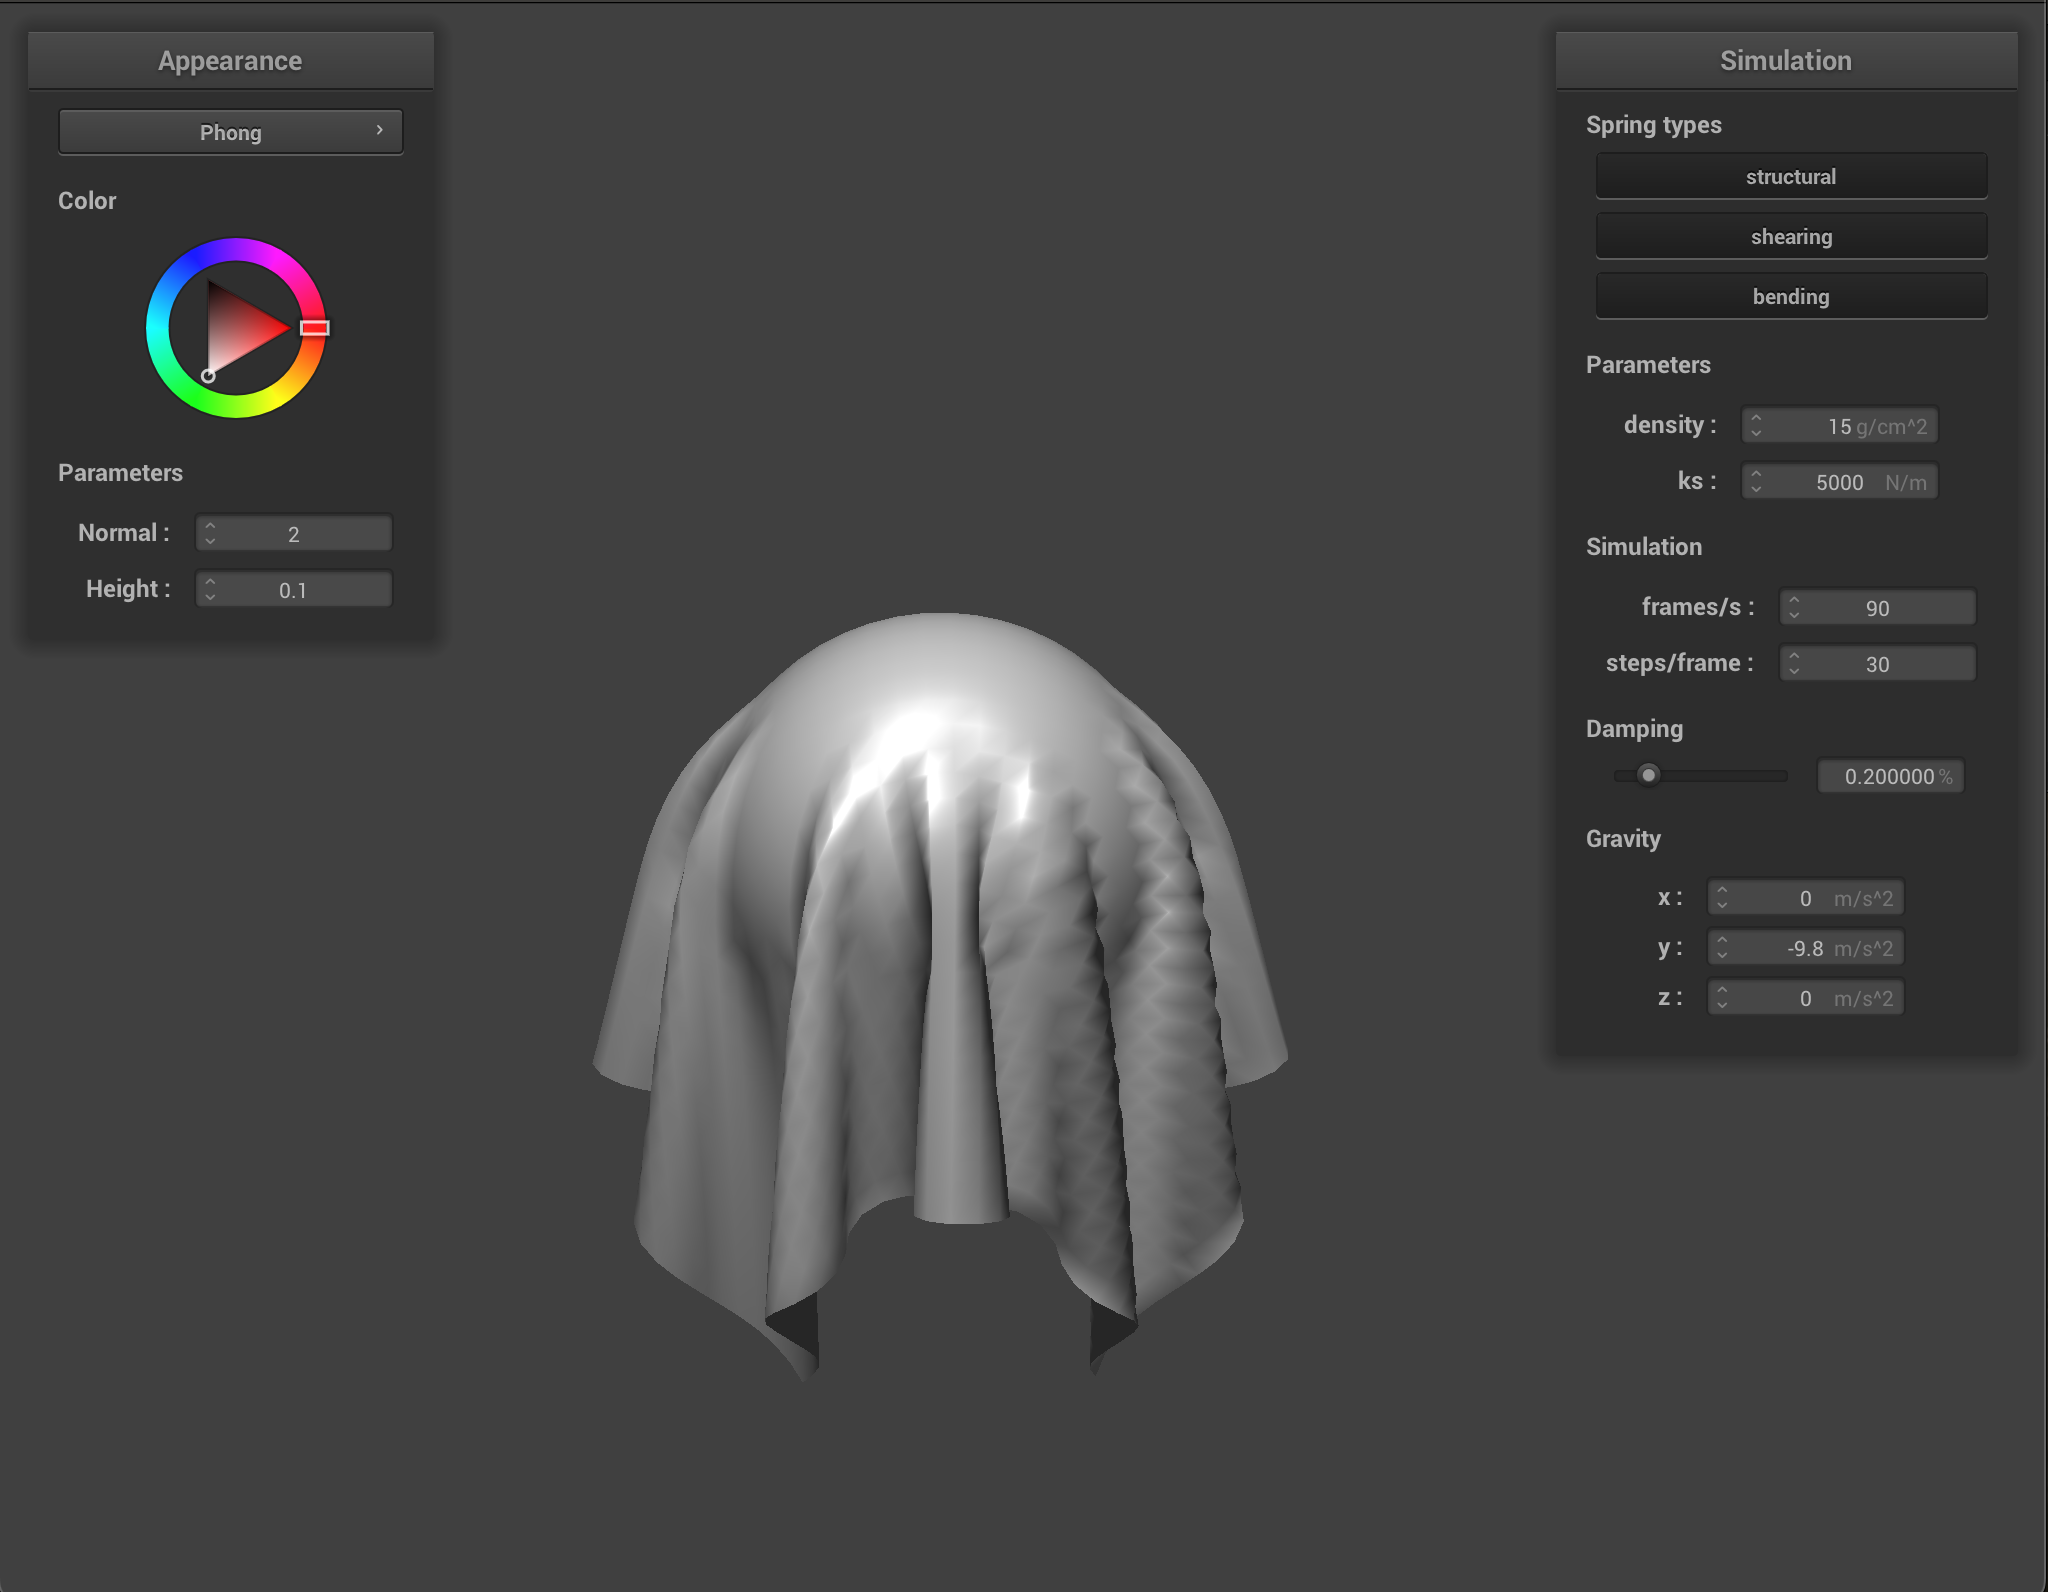 Appearance
Phong
Color
Parameters
Normal : 2
Height : 0.1
Simulation
Spring types
structural
shearing
bending
Parameters
density : 15 g/cm^2
ks : 5000 N/m
Simulation
frames/s : 90
steps/frame : 30
Damping
0.200000 %
Gravity
x : 0 m/s^2
y : -9.8 m/s^2
z : 0 m/s^2